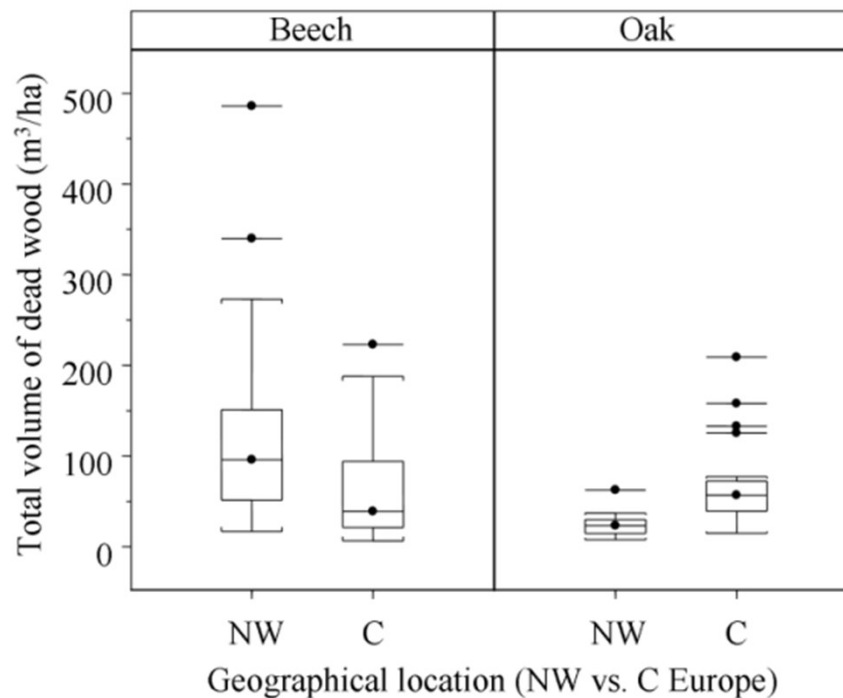 Beech
Oak
Total volume of dead wood (m³/ha)
500
400
300
200
100
0
NW
C
NW
C
Geographical location (NW vs. C Europe)